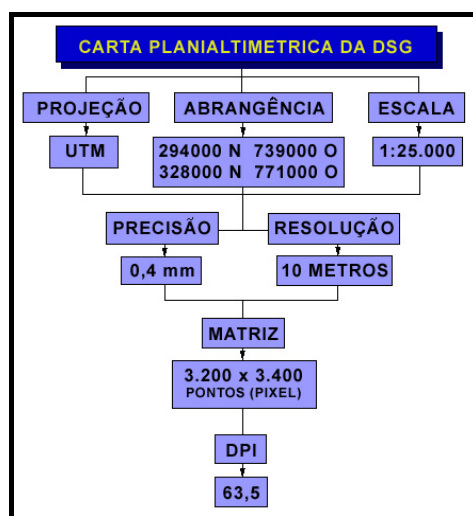 CARTA PLANIALTIMETRICA DA DSG
PROJEÇÃO
ABRANGÊNCIA
ESCALA
UTM
294000 N 739000 O
328000 N 771000 O
1:25.000
PRECISÃO
RESOLUÇÃO
0,4 mm
10 METROS
MATRIZ
3.200 x 3.400
PONTOS (PIXEL)
DPI
63,5